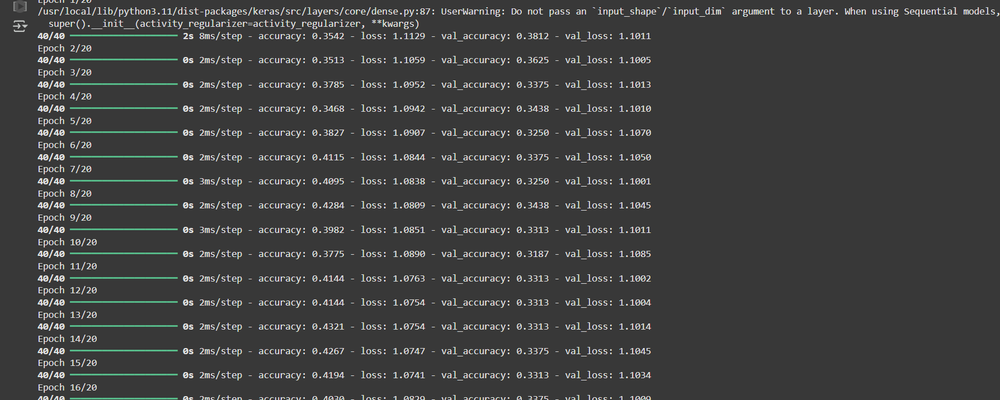 Epoch 1/20
/usr/local/lib/python3.11/dist-packages/keras/src/layers/core/dense.py:87: UserWarning: Do not pass an `input_shape`/`input_dim` argument to a layer. When using Sequential models,
super().__init__(activity_regularizer=activity_regularizer, **kwargs)
40/40 ━━━━━━━━━━━━━━━━━━━━ 2s 8ms/step - accuracy: 0.3542 - loss: 1.1129 - val_accuracy: 0.3812 - val_loss: 1.1011
Epoch 2/20
40/40 ━━━━━━━━━━━━━━━━━━━━ 0s 2ms/step - accuracy: 0.3513 - loss: 1.1059 - val_accuracy: 0.3625 - val_loss: 1.1005
Epoch 3/20
40/40 ━━━━━━━━━━━━━━━━━━━━ 0s 2ms/step - accuracy: 0.3785 - loss: 1.0952 - val_accuracy: 0.3375 - val_loss: 1.1013
Epoch 4/20
40/40 ━━━━━━━━━━━━━━━━━━━━ 0s 2ms/step - accuracy: 0.3468 - loss: 1.0942 - val_accuracy: 0.3438 - val_loss: 1.1010
Epoch 5/20
40/40 ━━━━━━━━━━━━━━━━━━━━ 0s 2ms/step - accuracy: 0.3827 - loss: 1.0907 - val_accuracy: 0.3250 - val_loss: 1.1070
Epoch 6/20
40/40 ━━━━━━━━━━━━━━━━━━━━ 0s 2ms/step - accuracy: 0.4115 - loss: 1.0844 - val_accuracy: 0.3375 - val_loss: 1.1050
Epoch 7/20
40/40 ━━━━━━━━━━━━━━━━━━━━ 0s 3ms/step - accuracy: 0.4095 - loss: 1.0838 - val_accuracy: 0.3250 - val_loss: 1.1001
Epoch 8/20
40/40 ━━━━━━━━━━━━━━━━━━━━ 0s 2ms/step - accuracy: 0.4284 - loss: 1.0809 - val_accuracy: 0.3438 - val_loss: 1.1045
Epoch 9/20
40/40 ━━━━━━━━━━━━━━━━━━━━ 0s 3ms/step - accuracy: 0.3982 - loss: 1.0851 - val_accuracy: 0.3313 - val_loss: 1.1011
Epoch 10/20
40/40 ━━━━━━━━━━━━━━━━━━━━ 0s 2ms/step - accuracy: 0.3775 - loss: 1.0890 - val_accuracy: 0.3187 - val_loss: 1.1085
Epoch 11/20
40/40 ━━━━━━━━━━━━━━━━━━━━ 0s 2ms/step - accuracy: 0.4144 - loss: 1.0763 - val_accuracy: 0.3313 - val_loss: 1.1002
Epoch 12/20
40/40 ━━━━━━━━━━━━━━━━━━━━ 0s 2ms/step - accuracy: 0.4144 - loss: 1.0754 - val_accuracy: 0.3313 - val_loss: 1.1004
Epoch 13/20
40/40 ━━━━━━━━━━━━━━━━━━━━ 0s 2ms/step - accuracy: 0.4321 - loss: 1.0754 - val_accuracy: 0.3313 - val_loss: 1.1014
Epoch 14/20
40/40 ━━━━━━━━━━━━━━━━━━━━ 0s 2ms/step - accuracy: 0.4267 - loss: 1.0747 - val_accuracy: 0.3375 - val_loss: 1.1045
Epoch 15/20
40/40 ━━━━━━━━━━━━━━━━━━━━ 0s 2ms/step - accuracy: 0.4194 - loss: 1.0741 - val_accuracy: 0.3313 - val_loss: 1.1034
Epoch 16/20
40/40 ━━━━━━━━━━━━━━━━━━━━ 0s 2ms/step - accuracy: 0.4030 - loss: 1.0829 - val_accuracy: 0.3375 - val_loss: 1.1009